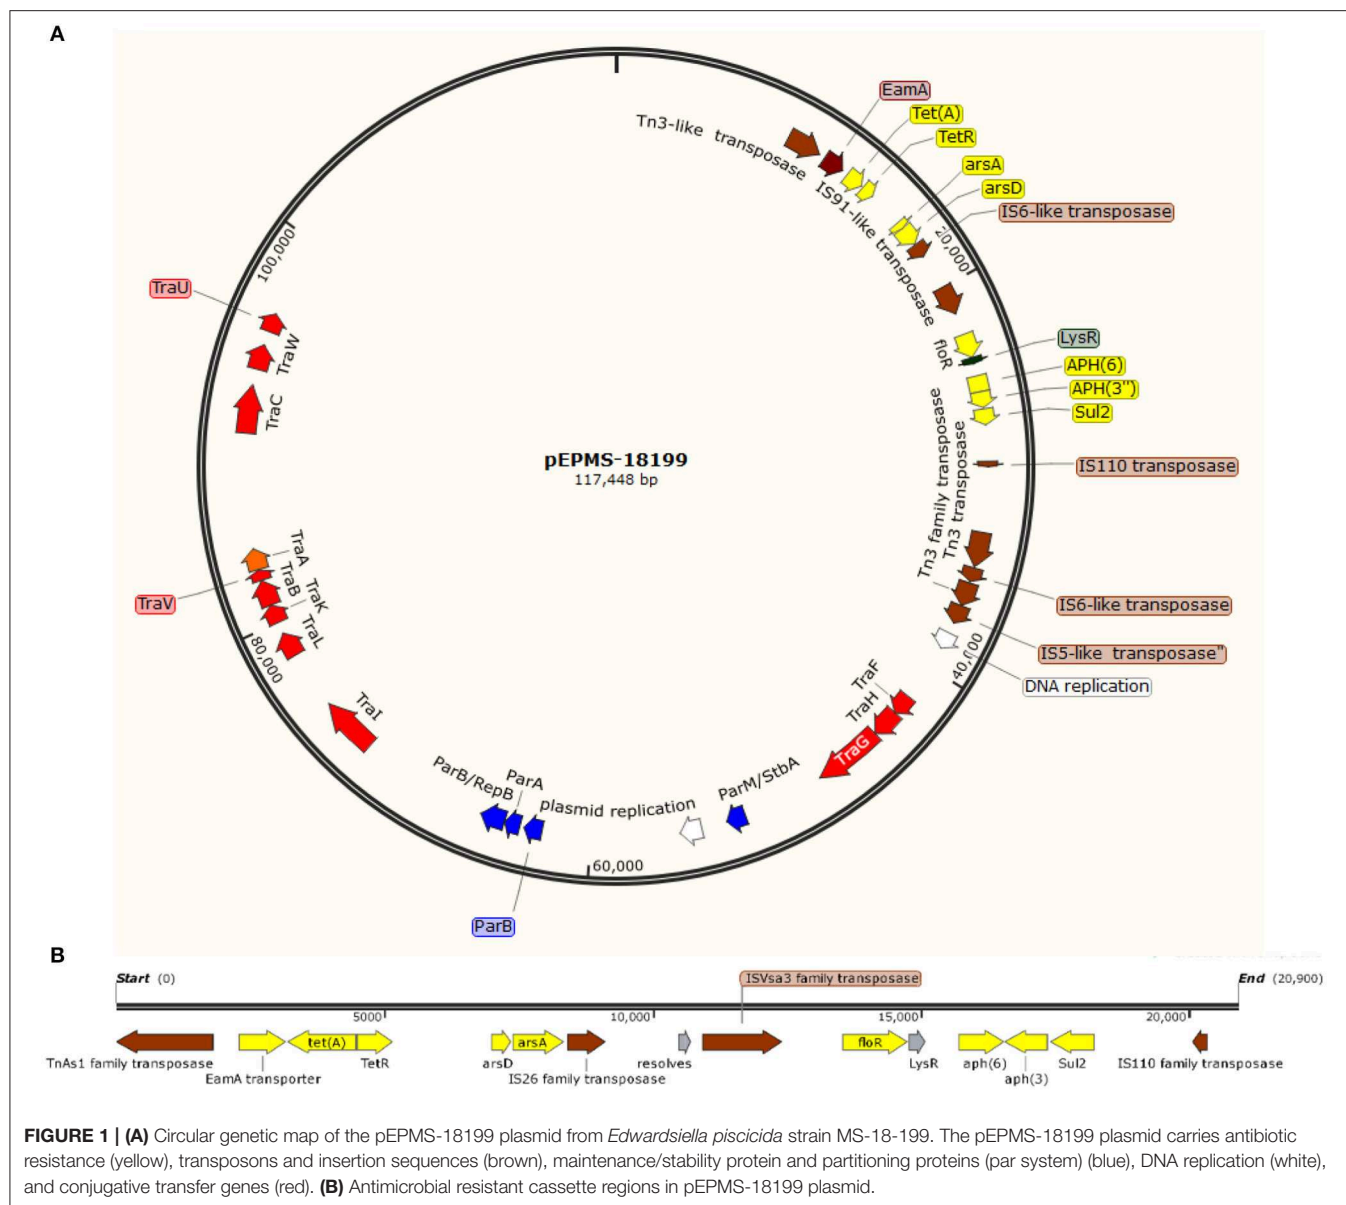 A
EamA
Tet(A)
TetR
arsA
arsD
IS6-like transposase
Tn3-like transposase
IS91-like transposase
20,000
floR
LysR
APH(6)
APH(3")
Sul2
IS110 transposase
Tn3 family transposase
Tn3 transposase
IS6-like transposase
IS5-like transposase"
DNA replication
TraF
TraH
TraG
ParM/StbA
plasmid replication
60,000
ParA
ParB/RepB
ParB
TraI
80,000
TraL
TraK
TraB
TraA
TraV
TraC
TraW
TraU
100,000
pEPMS-18199
117,448 bp
B
Start (0)
ISVsa3 family transposase
End (20,900)
5000
10,000
15,000
20,000
tet(A)
arsA
floR
TnAs1 family transposase
TetR
arsD
resolves
LysR
aph(6)
Sul2
IS110 family transposase
EamA transporter
IS26 family transposase
aph(3)
FIGURE 1 | (A) Circular genetic map of the pEPMS-18199 plasmid from Edwardsiella piscicida strain MS-18-199. The pEPMS-18199 plasmid carries antibiotic
resistance (yellow), transposons and insertion sequences (brown), maintenance/stability protein and partitioning proteins (par system) (blue), DNA replication (white),
and conjugative transfer genes (red). (B) Antimicrobial resistant cassette regions in pEPMS-18199 plasmid.